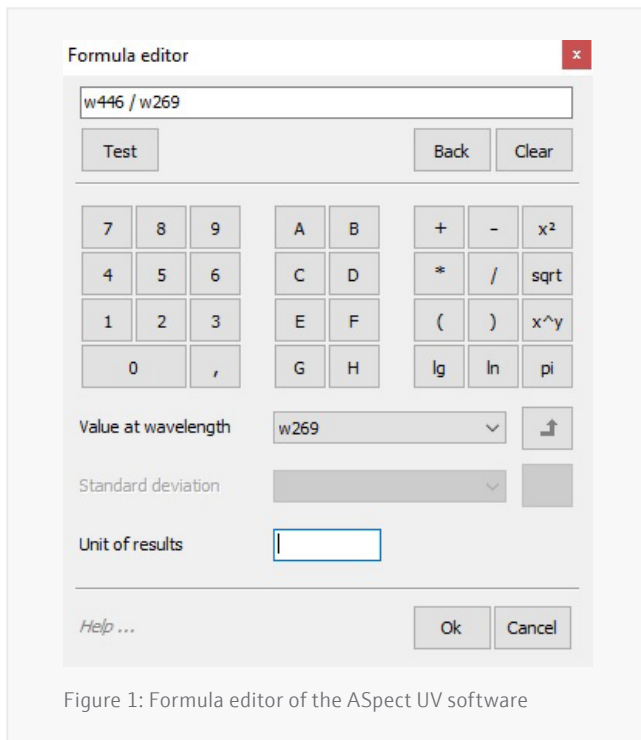 Formula editor x
w446 / w269
Test Back Clear
7 8 9 A B + - x²
4 5 6 C D * / sqrt
1 2 3 E F ( ) x^y
0 , G H lg ln pi
Value at wavelength w269
Standard deviation
Unit of results
Help ... Ok Cancel
Figure 1: Formula editor of the ASpect UV software